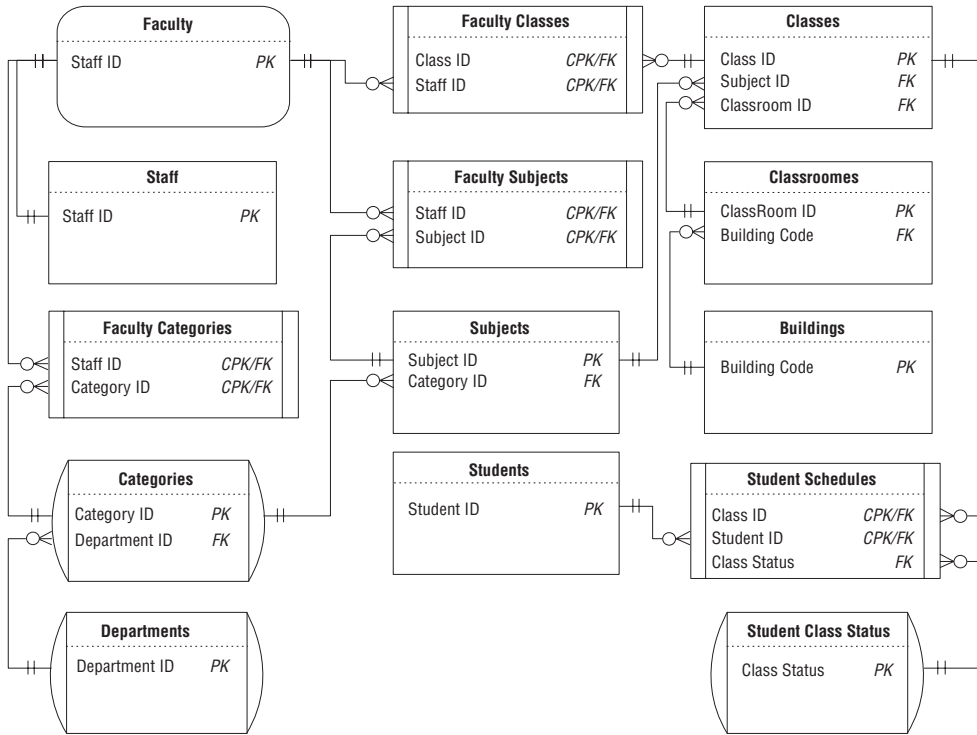 Faculty
Staff ID PK
Faculty Classes
Class ID CPK/FK
Staff ID CPK/FK
Classes
Class ID PK
Subject ID FK
Classroom ID FK
Staff
Staff ID PK
Faculty Subjects
Staff ID CPK/FK
Subject ID CPK/FK
Classroomes
ClassRoom ID PK
Building Code FK
Faculty Categories
Staff ID CPK/FK
Category ID CPK/FK
Subjects
Subject ID PK
Category ID FK
Buildings
Building Code PK
Categories
Category ID PK
Department ID FK
Students
Student ID PK
Student Schedules
Class ID CPK/FK
Student ID CPK/FK
Class Status FK
Departments
Department ID PK
Student Class Status
Class Status PK